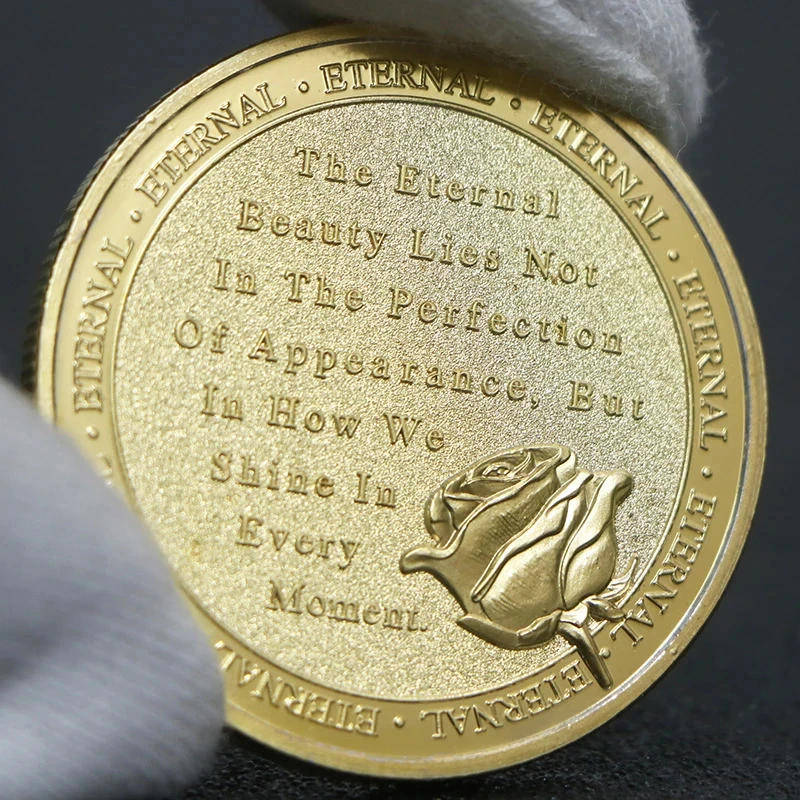 ETERNAL · ETERNAL · ETERNAL · ETERNAL · ETERNAL · ETERNAL · ETERNAL · ETERNAL · ETERNAL
The Eternal
Beauty Lies Not
In The Perfection
Of Appearance, But
In How We
Shine In
Every
Moment.